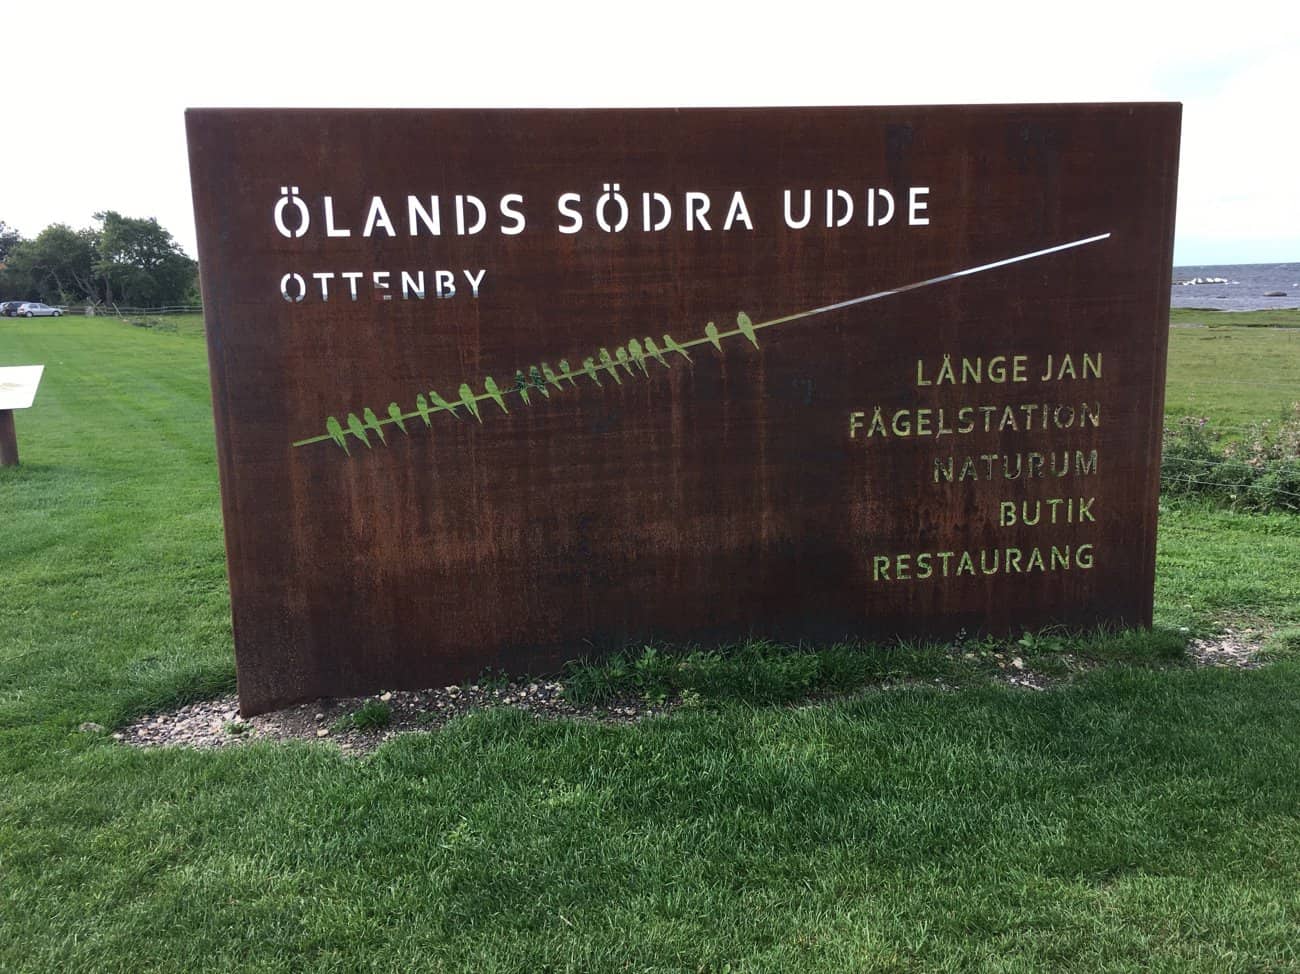 ÖLANDS SÖDRA UDDE
OTTENBY
LÅNGE JAN
FÅGELSTATION
NATURUM
BUTIK
RESTAURANG